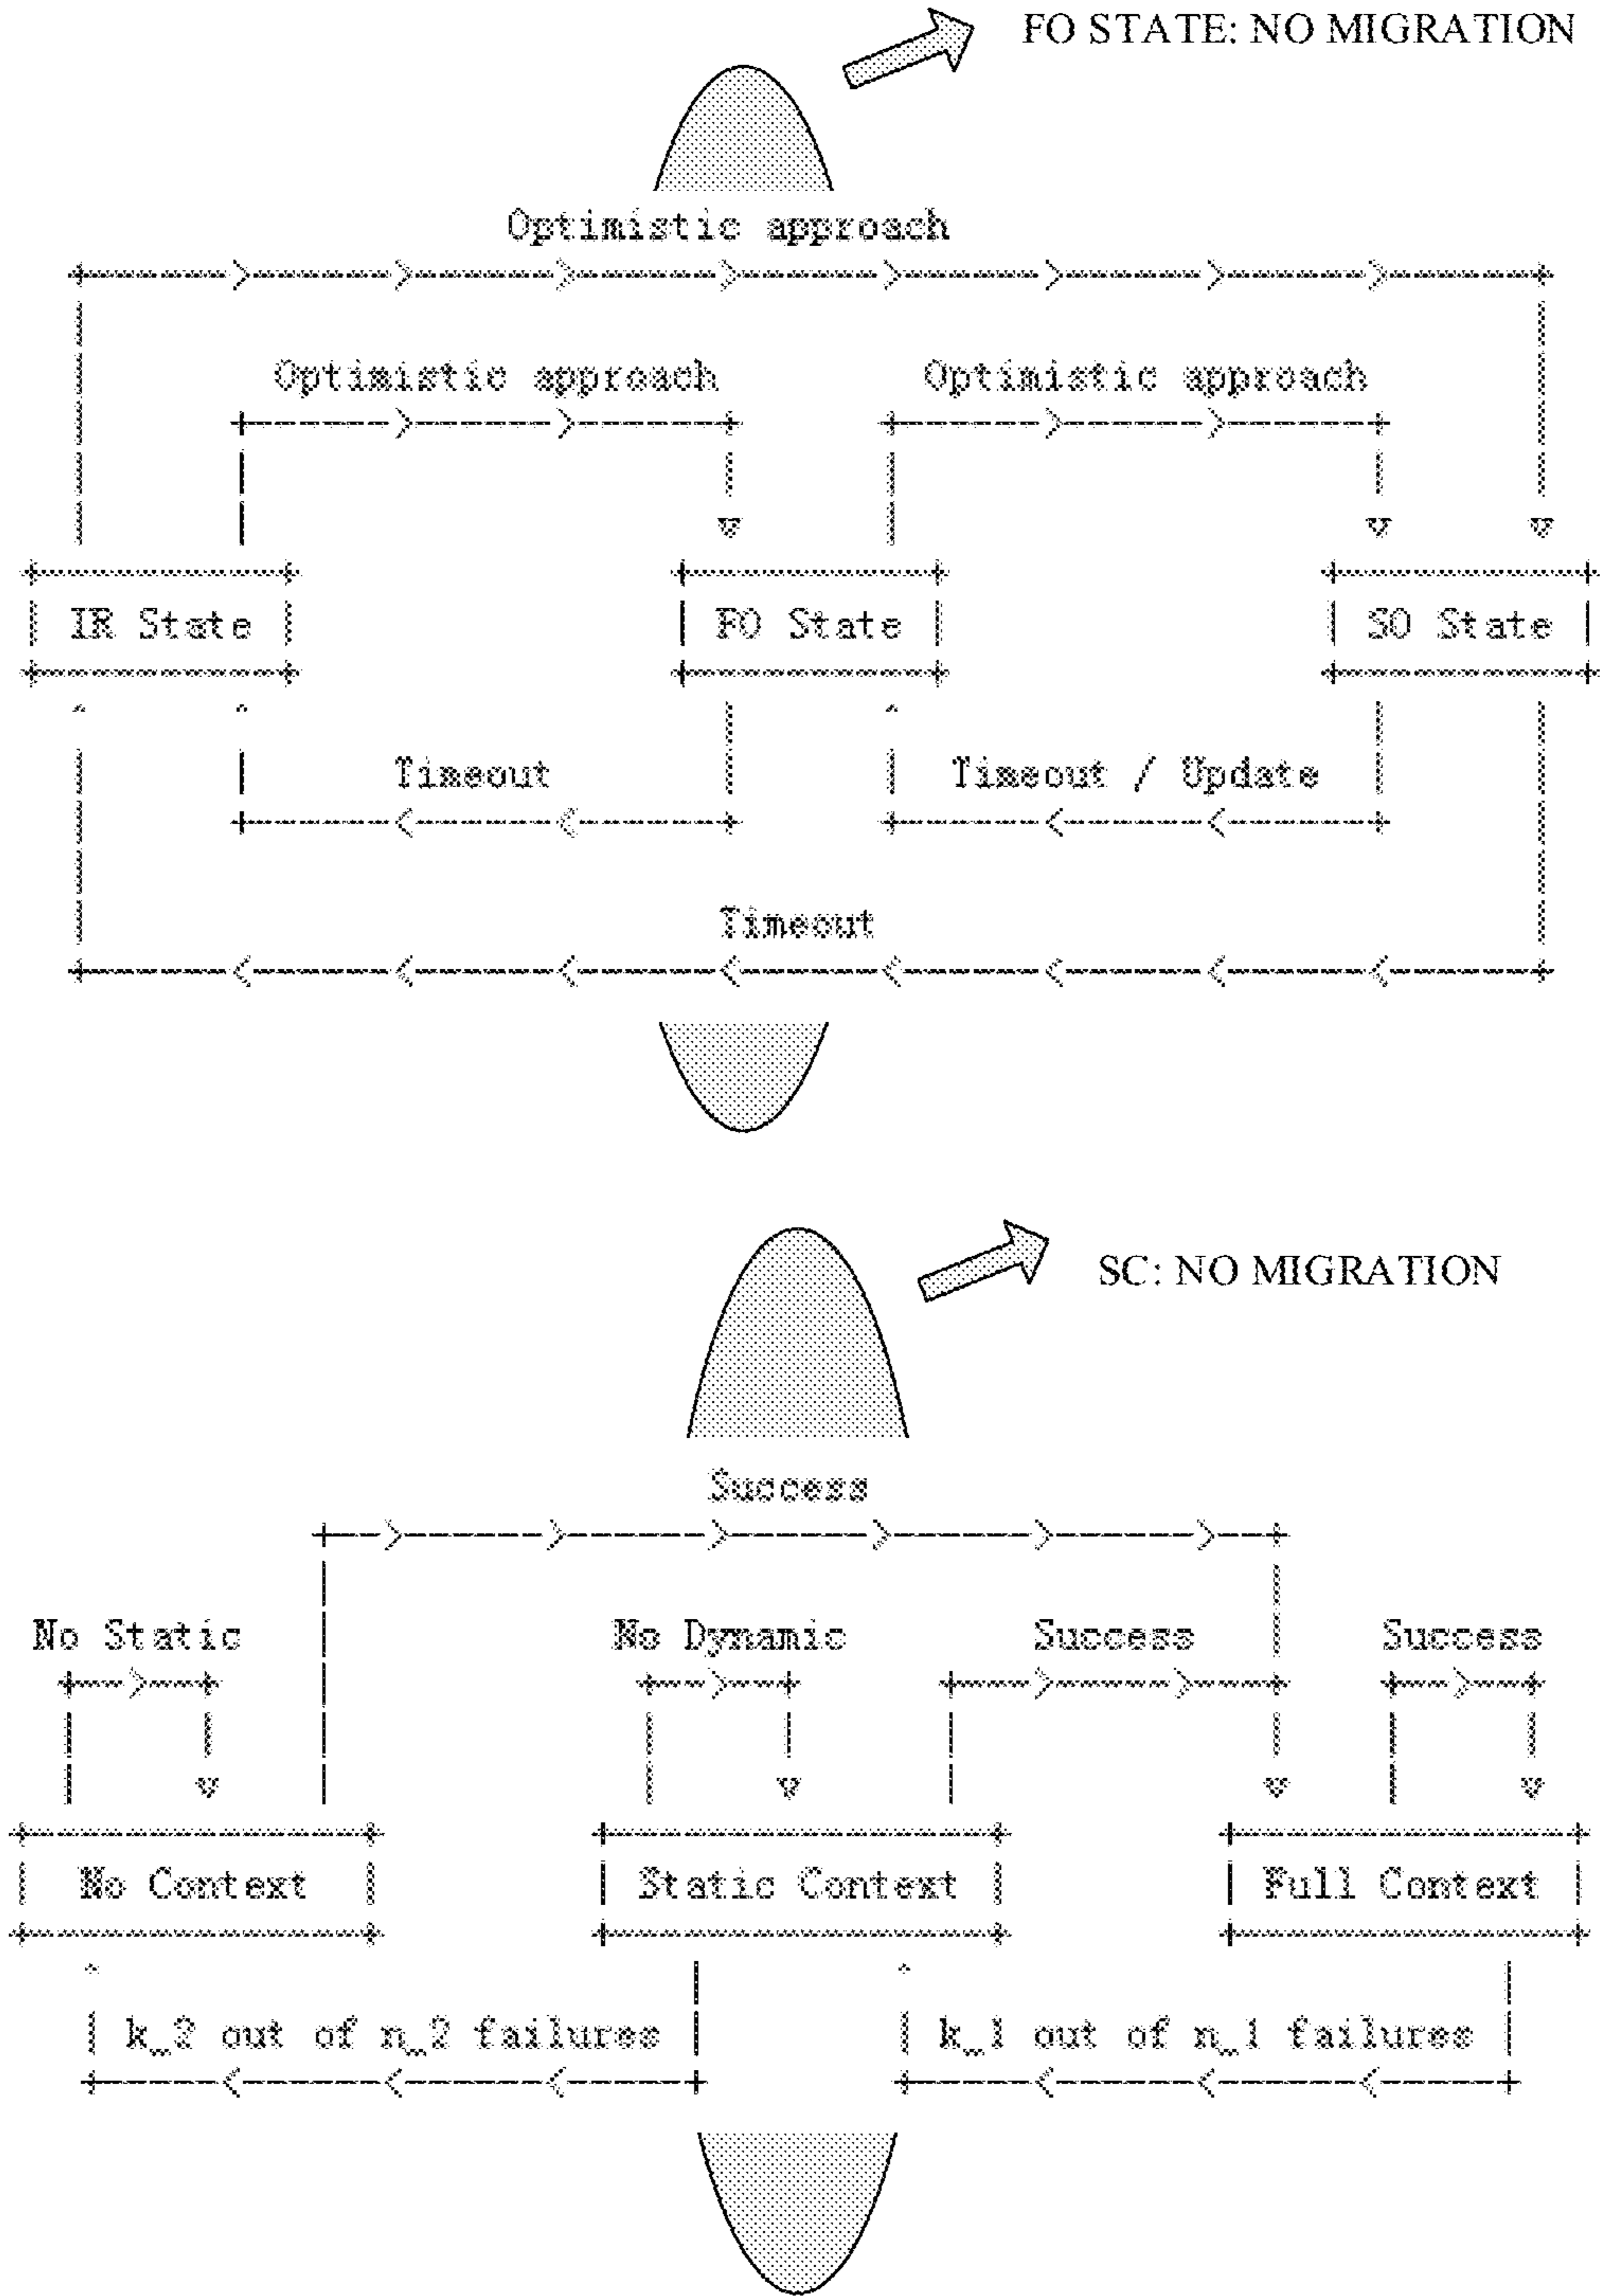 FO STATE: NO MIGRATION
Optimistic approach
Optimistic approach Optimistic approach
IR State FO State SO State
Timeout Timeout / Update
Timeout
SC: NO MIGRATION
Success
No Static No Dynamic Success Success
No Context Static Context Full Context
k_2 out of n_2 failures k_1 out of n_1 failures